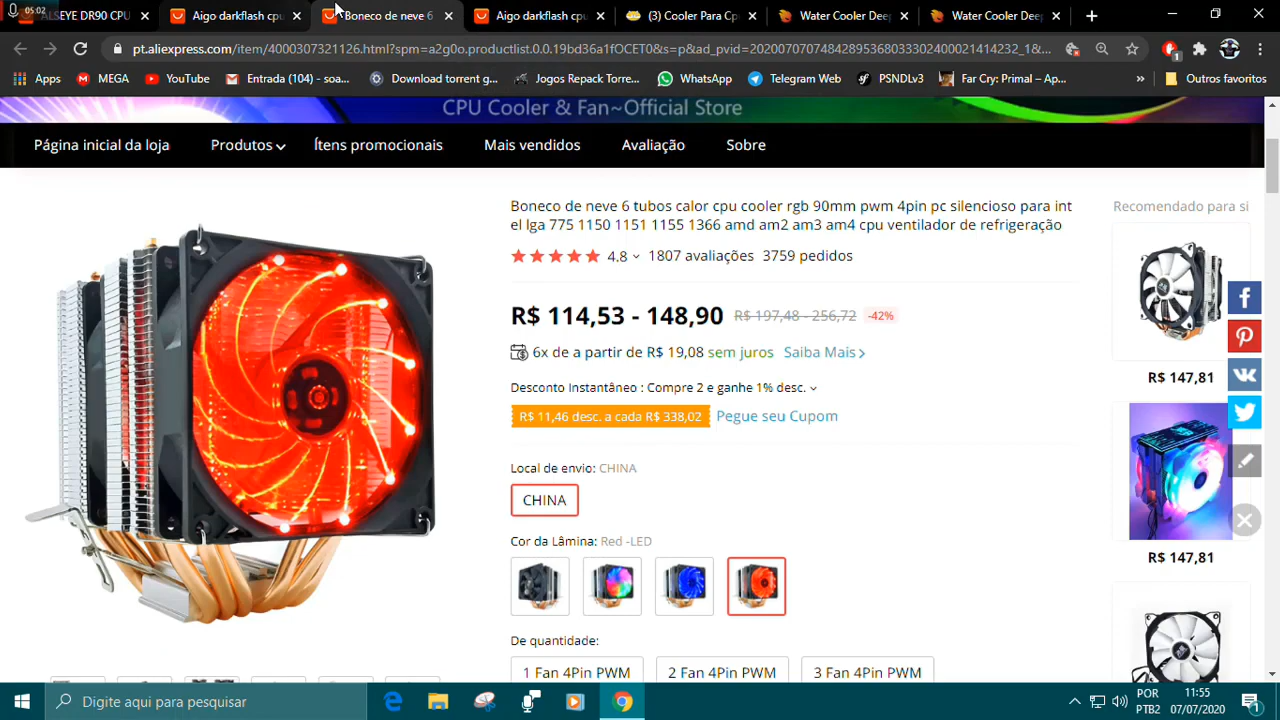 05:02
ALSEYE DR90 CPU
Aigo darkflash cpu
Boneco de neve 6
Aigo darkflash cpu
(3) Cooler Para Cp
Water Cooler Dee
Water Cooler Dee
pt.aliexpress.com/item/4000307321126.html?spm=a2g0o.productlist.0.0.19bd36a1fOCET0&s=p&ad_pvid=202007070748428953680333024000214142​32_1&...
Apps
MEGA
YouTube
Entrada (104) - soa...
Download torrent g...
Jogos Repack Torre...
WhatsApp
Telegram Web
PSNDLv3
Far Cry: Primal – Ap...
»
Outros favoritos
CPU Cooler & Fan~Official Store
Página inicial da loja
Produtos
Ítens promocionais
Mais vendidos
Avaliação
Sobre
Boneco de neve 6 tubos calor cpu cooler rgb 90mm pwm 4pin pc silencioso para int
el lga 775 1150 1151 1155 1366 amd am2 am3 am4 cpu ventilador de refrigeração
Recomendado para si
4.8
1807 avaliações
3759 pedidos
R$ 114,53 - 148,90
R$ 197,48 - 256,72
-42%
6x de a partir de R$ 19,08 sem juros
Saiba Mais
R$ 147,81
Desconto Instantâneo : Compre 2 e ganhe 1% desc.
R$ 11,46 desc. a cada R$ 338,02
Pegue seu Cupom
Local de envio: CHINA
CHINA
Cor da Lâmina: Red -LED
R$ 147,81
De quantidade:
1 Fan 4Pin PWM
2 Fan 4Pin PWM
3 Fan 4Pin PWM
Digite aqui para pesquisar
POR
PTB2
11:55
07/07/2020
1